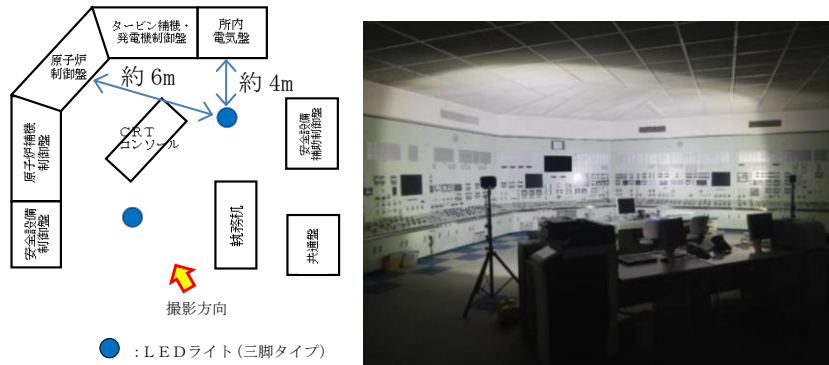 タービン補機・
発電機制御盤
所内
電気盤
原子炉
制御盤
約 6m
約 4m
CRT
コンソール
安全設備
補助制御盤
原子炉補機
制御盤
安全設備
制御盤
執務机
共通盤
撮影方向
：ＬＥＤライト（三脚タイプ）